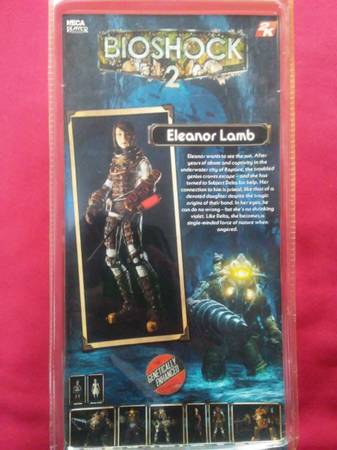 NECA
PLAYER
2K
BIOSHOCK
2
Eleanor Lamb
Eleanor wants to see the sun. After
years of abuse and captivity in the
underwater city of Rapture, the troubled
genius craves escape – and she has
turned to Subject Delta for help. Her
connection to him is primal, like that of a
devoted daughter despite the tragic
origins of their bond. In her eyes, he
can do no wrong – but she's no shrinking
violet. Like Delta, she becomes a
single-minded force of nature when
angered.
GENETICALLY
ENHANCED